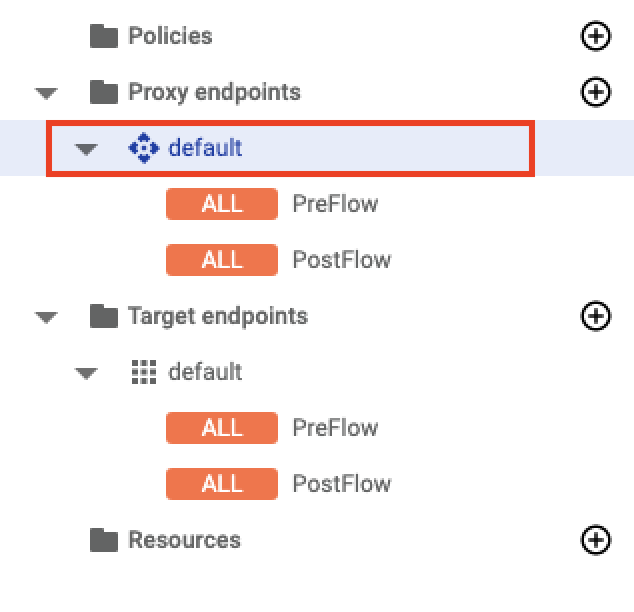 Policies
Proxy endpoints
default
ALL PreFlow
ALL PostFlow
Target endpoints
default
ALL PreFlow
ALL PostFlow
Resources